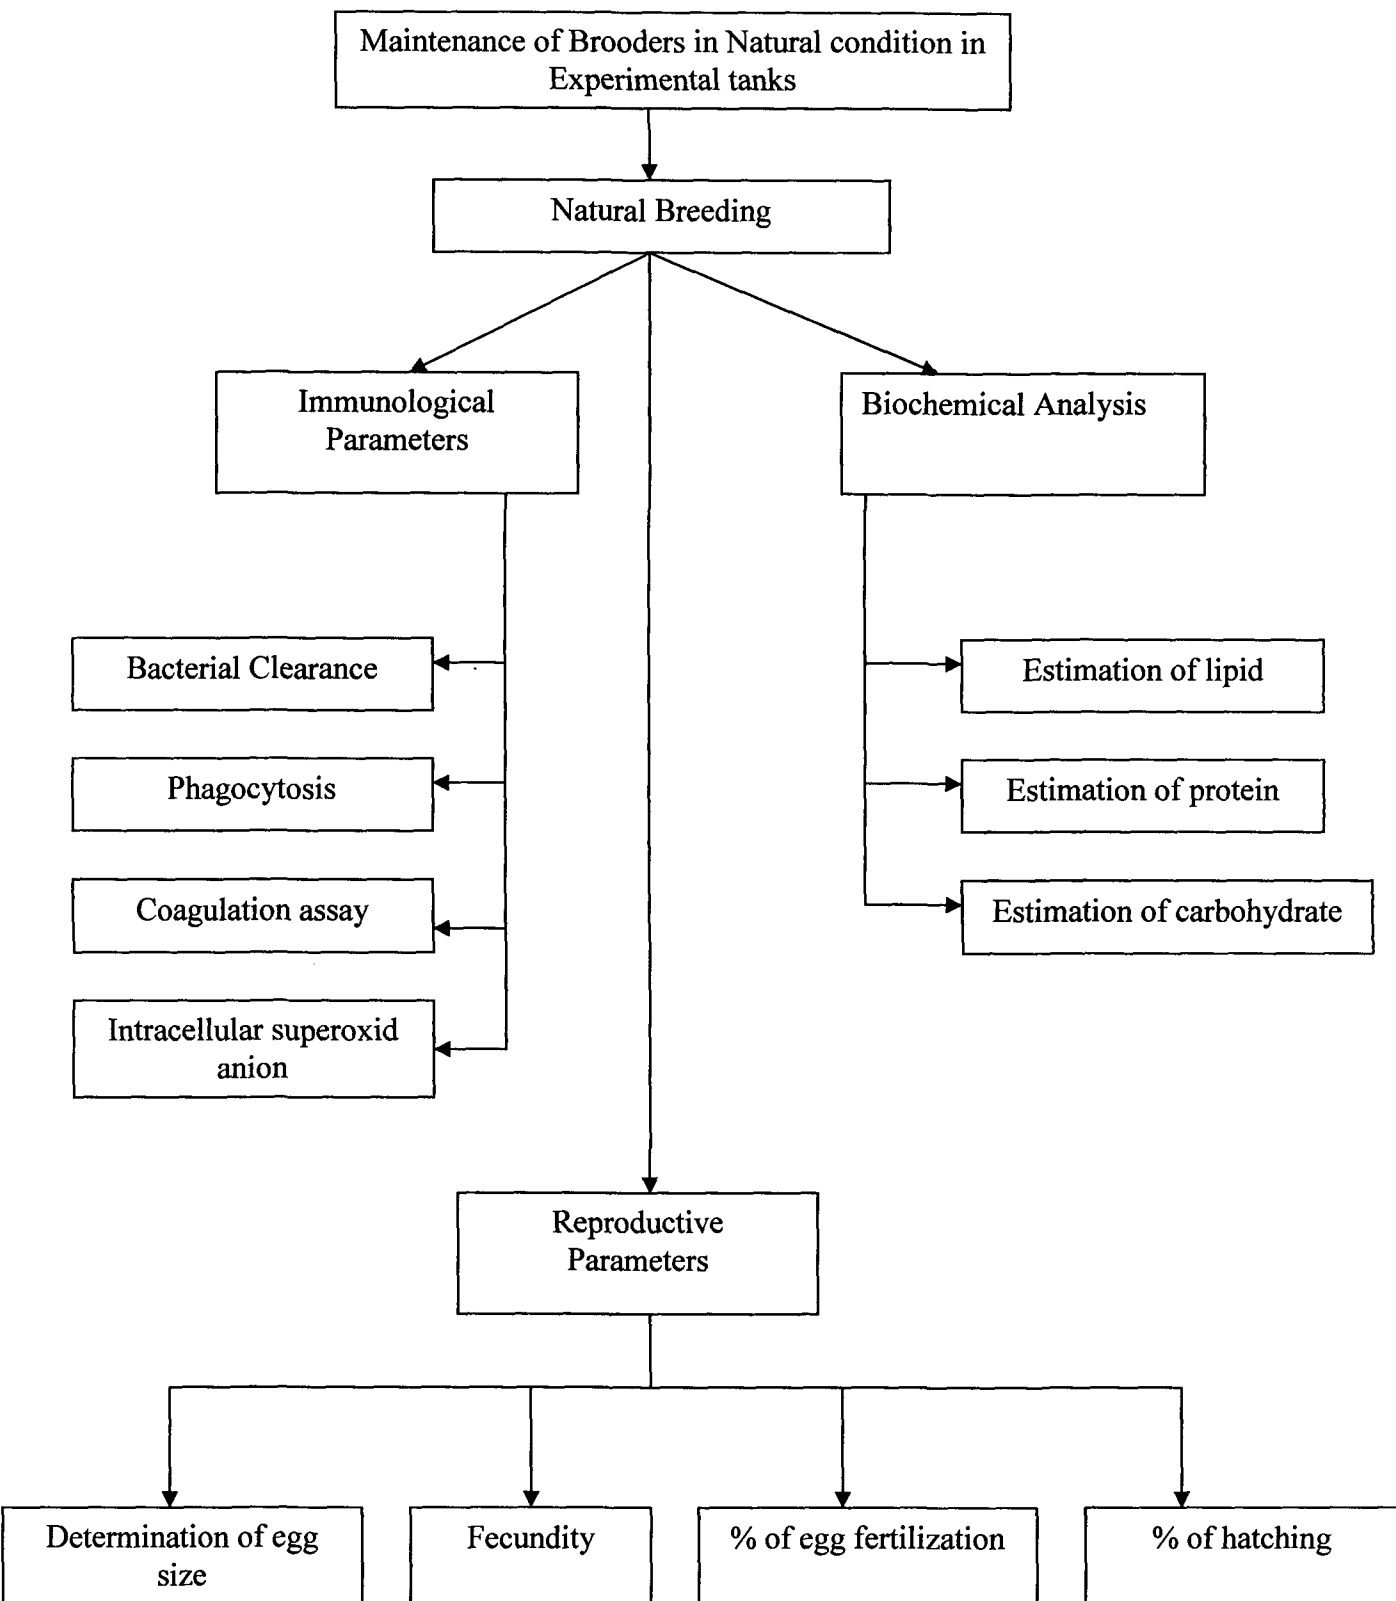 Maintenance of Brooders in Natural condition in
Experimental tanks
Natural Breeding
Immunological
Parameters
Biochemical Analysis
Bacterial Clearance
Estimation of lipid
Phagocytosis
Estimation of protein
Coagulation assay
Estimation of carbohydrate
Intracellular superoxid
anion
Reproductive
Parameters
Determination of egg
size
Fecundity
% of egg fertilization
% of hatching